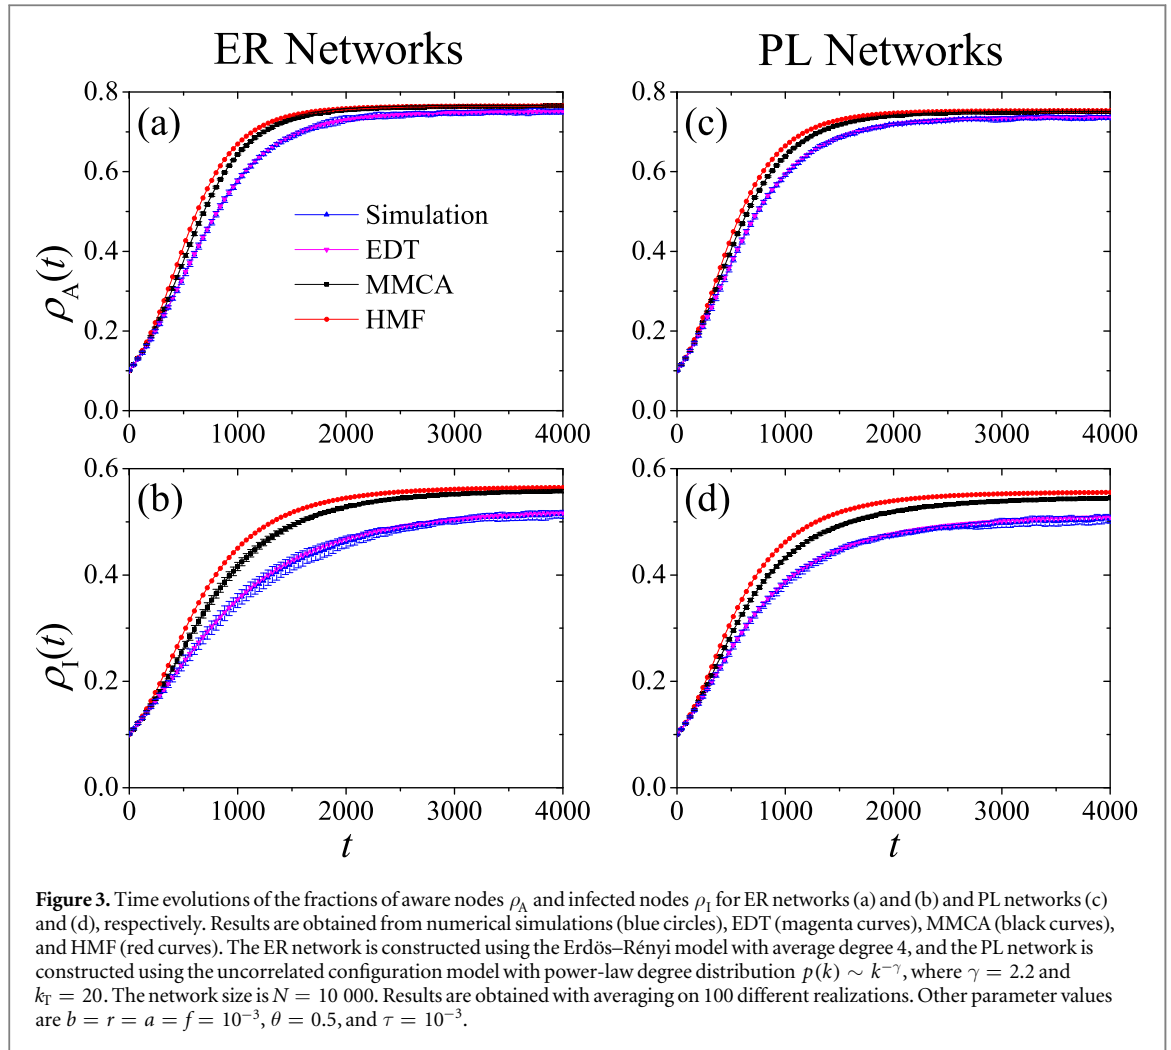 ER Networks
PL Networks
0.8
0.6
0.4
0.2
0.0
ρA(t)
(a)
Simulation
EDT
MMCA
HMF
0 1000 2000 3000 4000
0.8
0.6
0.4
0.2
0.0
(c)
0 1000 2000 3000 4000
0.6
0.4
0.2
0.0
ρI(t)
(b)
0 1000 2000 3000 4000
t
0.6
0.4
0.2
0.0
(d)
0 1000 2000 3000 4000
t
Figure 3. Time evolutions of the fractions of aware nodes ρA and infected nodes ρI for ER networks (a) and (b) and PL networks (c)
and (d), respectively. Results are obtained from numerical simulations (blue circles), EDT (magenta curves), MMCA (black curves),
and HMF (red curves). The ER network is constructed using the Erdös–Rényi model with average degree 4, and the PL network is
constructed using the uncorrelated configuration model with power-law degree distribution p(k) ∼ k^−γ, where γ = 2.2 and
kT = 20. The network size is N = 10 000. Results are obtained with averaging on 100 different realizations. Other parameter values
are b = r = a = f = 10^−3, θ = 0.5, and τ = 10^−3.